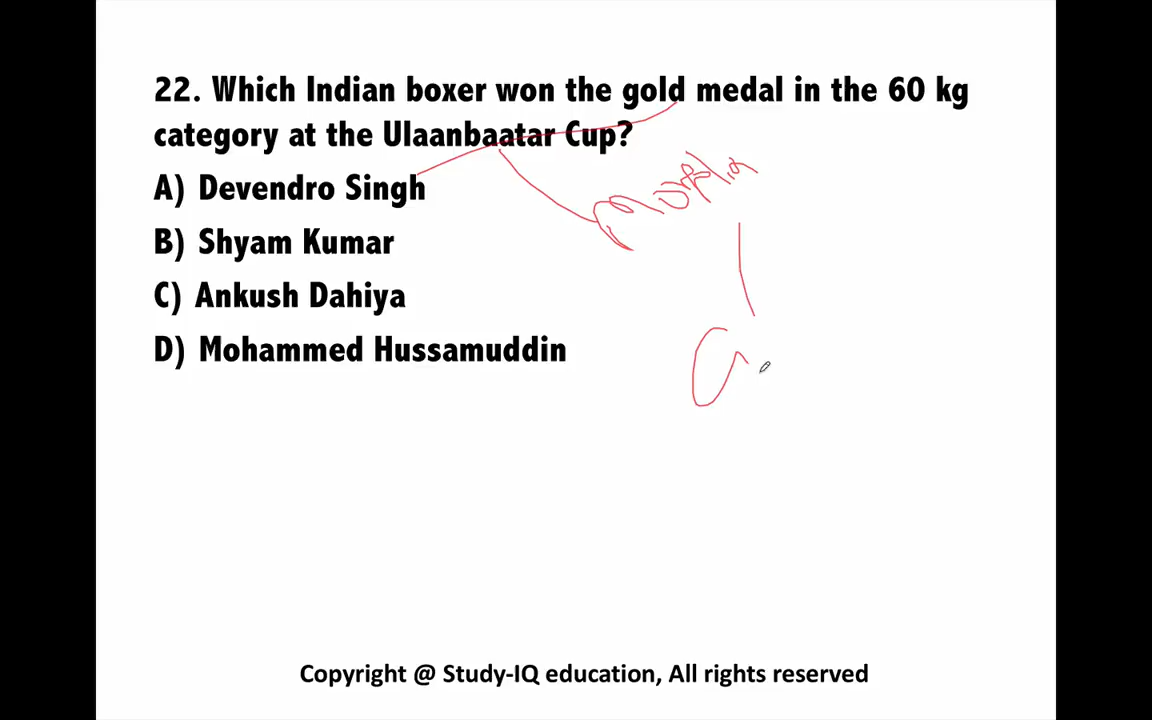 22. Which Indian boxer won the gold medal in the 60 kg
category at the Ulaanbaatar Cup?
A) Devendro Singh
B) Shyam Kumar
C) Ankush Dahiya
D) Mohammed Hussamuddin
Copyright @ Study-IQ education, All rights reserved